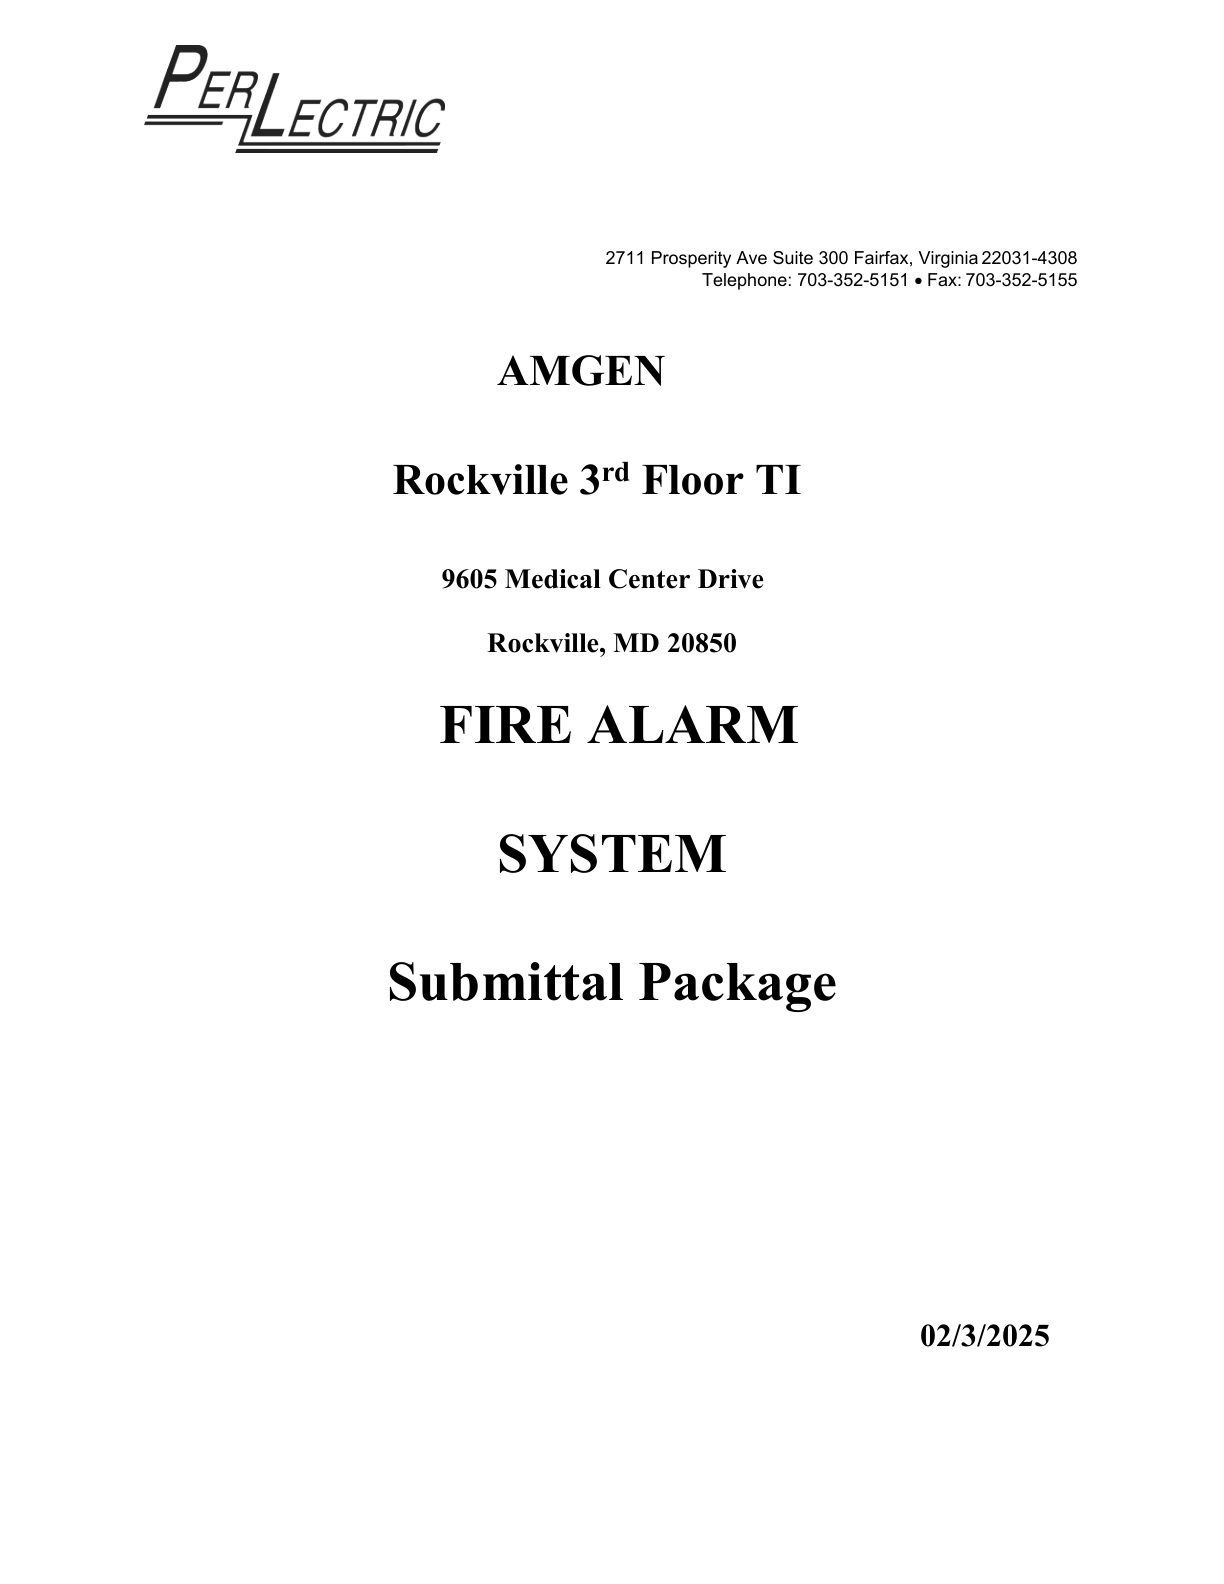 PERLECTRIC
2711 Prosperity Ave Suite 300 Fairfax, Virginia 22031-4308
Telephone: 703-352-5151 • Fax: 703-352-5155
AMGEN
Rockville 3rd Floor TI
9605 Medical Center Drive
Rockville, MD 20850
FIRE ALARM
SYSTEM
Submittal Package
02/3/2025